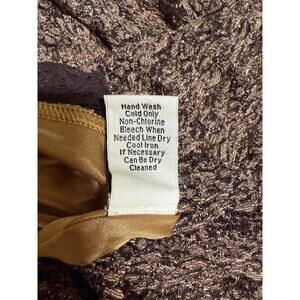 Hand Wash
Cold Only
Non-Chlorine
Bleach When
Needed Line Dry
Cool Iron
If Necessary
Can Be Dry
Cleaned